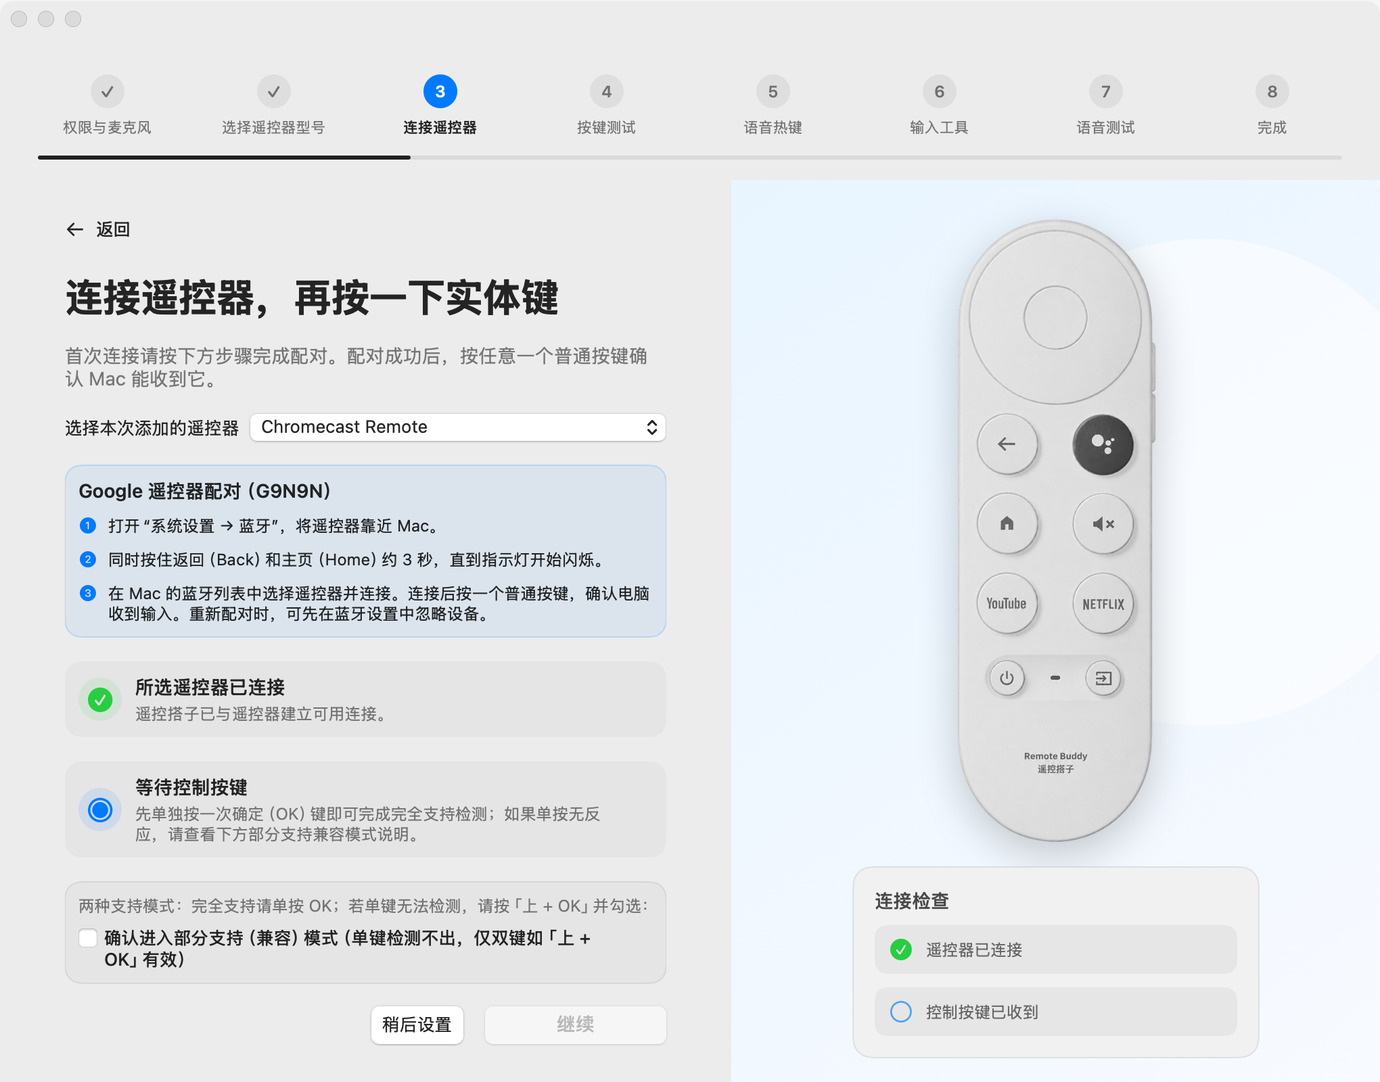 3
4
5
6
7
8
权限与麦克风
选择遥控器型号
连接遥控器
按键测试
语音热键
输入工具
语音测试
完成
← 返回
连接遥控器，再按一下实体键
首次连接请按下方步骤完成配对。配对成功后，按任意一个普通按键确
认 Mac 能收到它。
选择本次添加的遥控器
Chromecast Remote
Google 遥控器配对（G9N9N）
1 打开“系统设置 → 蓝牙”，将遥控器靠近 Mac。
2 同时按住返回（Back）和主页（Home）约 3 秒，直到指示灯开始闪烁。
3 在 Mac 的蓝牙列表中选择遥控器并连接。连接后按一个普通按键，确认电脑
收到输入。重新配对时，可先在蓝牙设置中忽略设备。
所选遥控器已连接
遥控搭子已与遥控器建立可用连接。
等待控制按键
先单独按一次确定（OK）键即可完成完全支持检测；如果单按无反
应，请查看下方部分支持兼容模式说明。
两种支持模式：完全支持请单按 OK；若单键无法检测，请按「上 + OK」并勾选：
确认进入部分支持（兼容）模式（单键检测不出，仅双键如「上 +
OK」有效）
稍后设置
继续
YouTube
NETFLIX
Remote Buddy
遥控搭子
连接检查
遥控器已连接
控制按键已收到